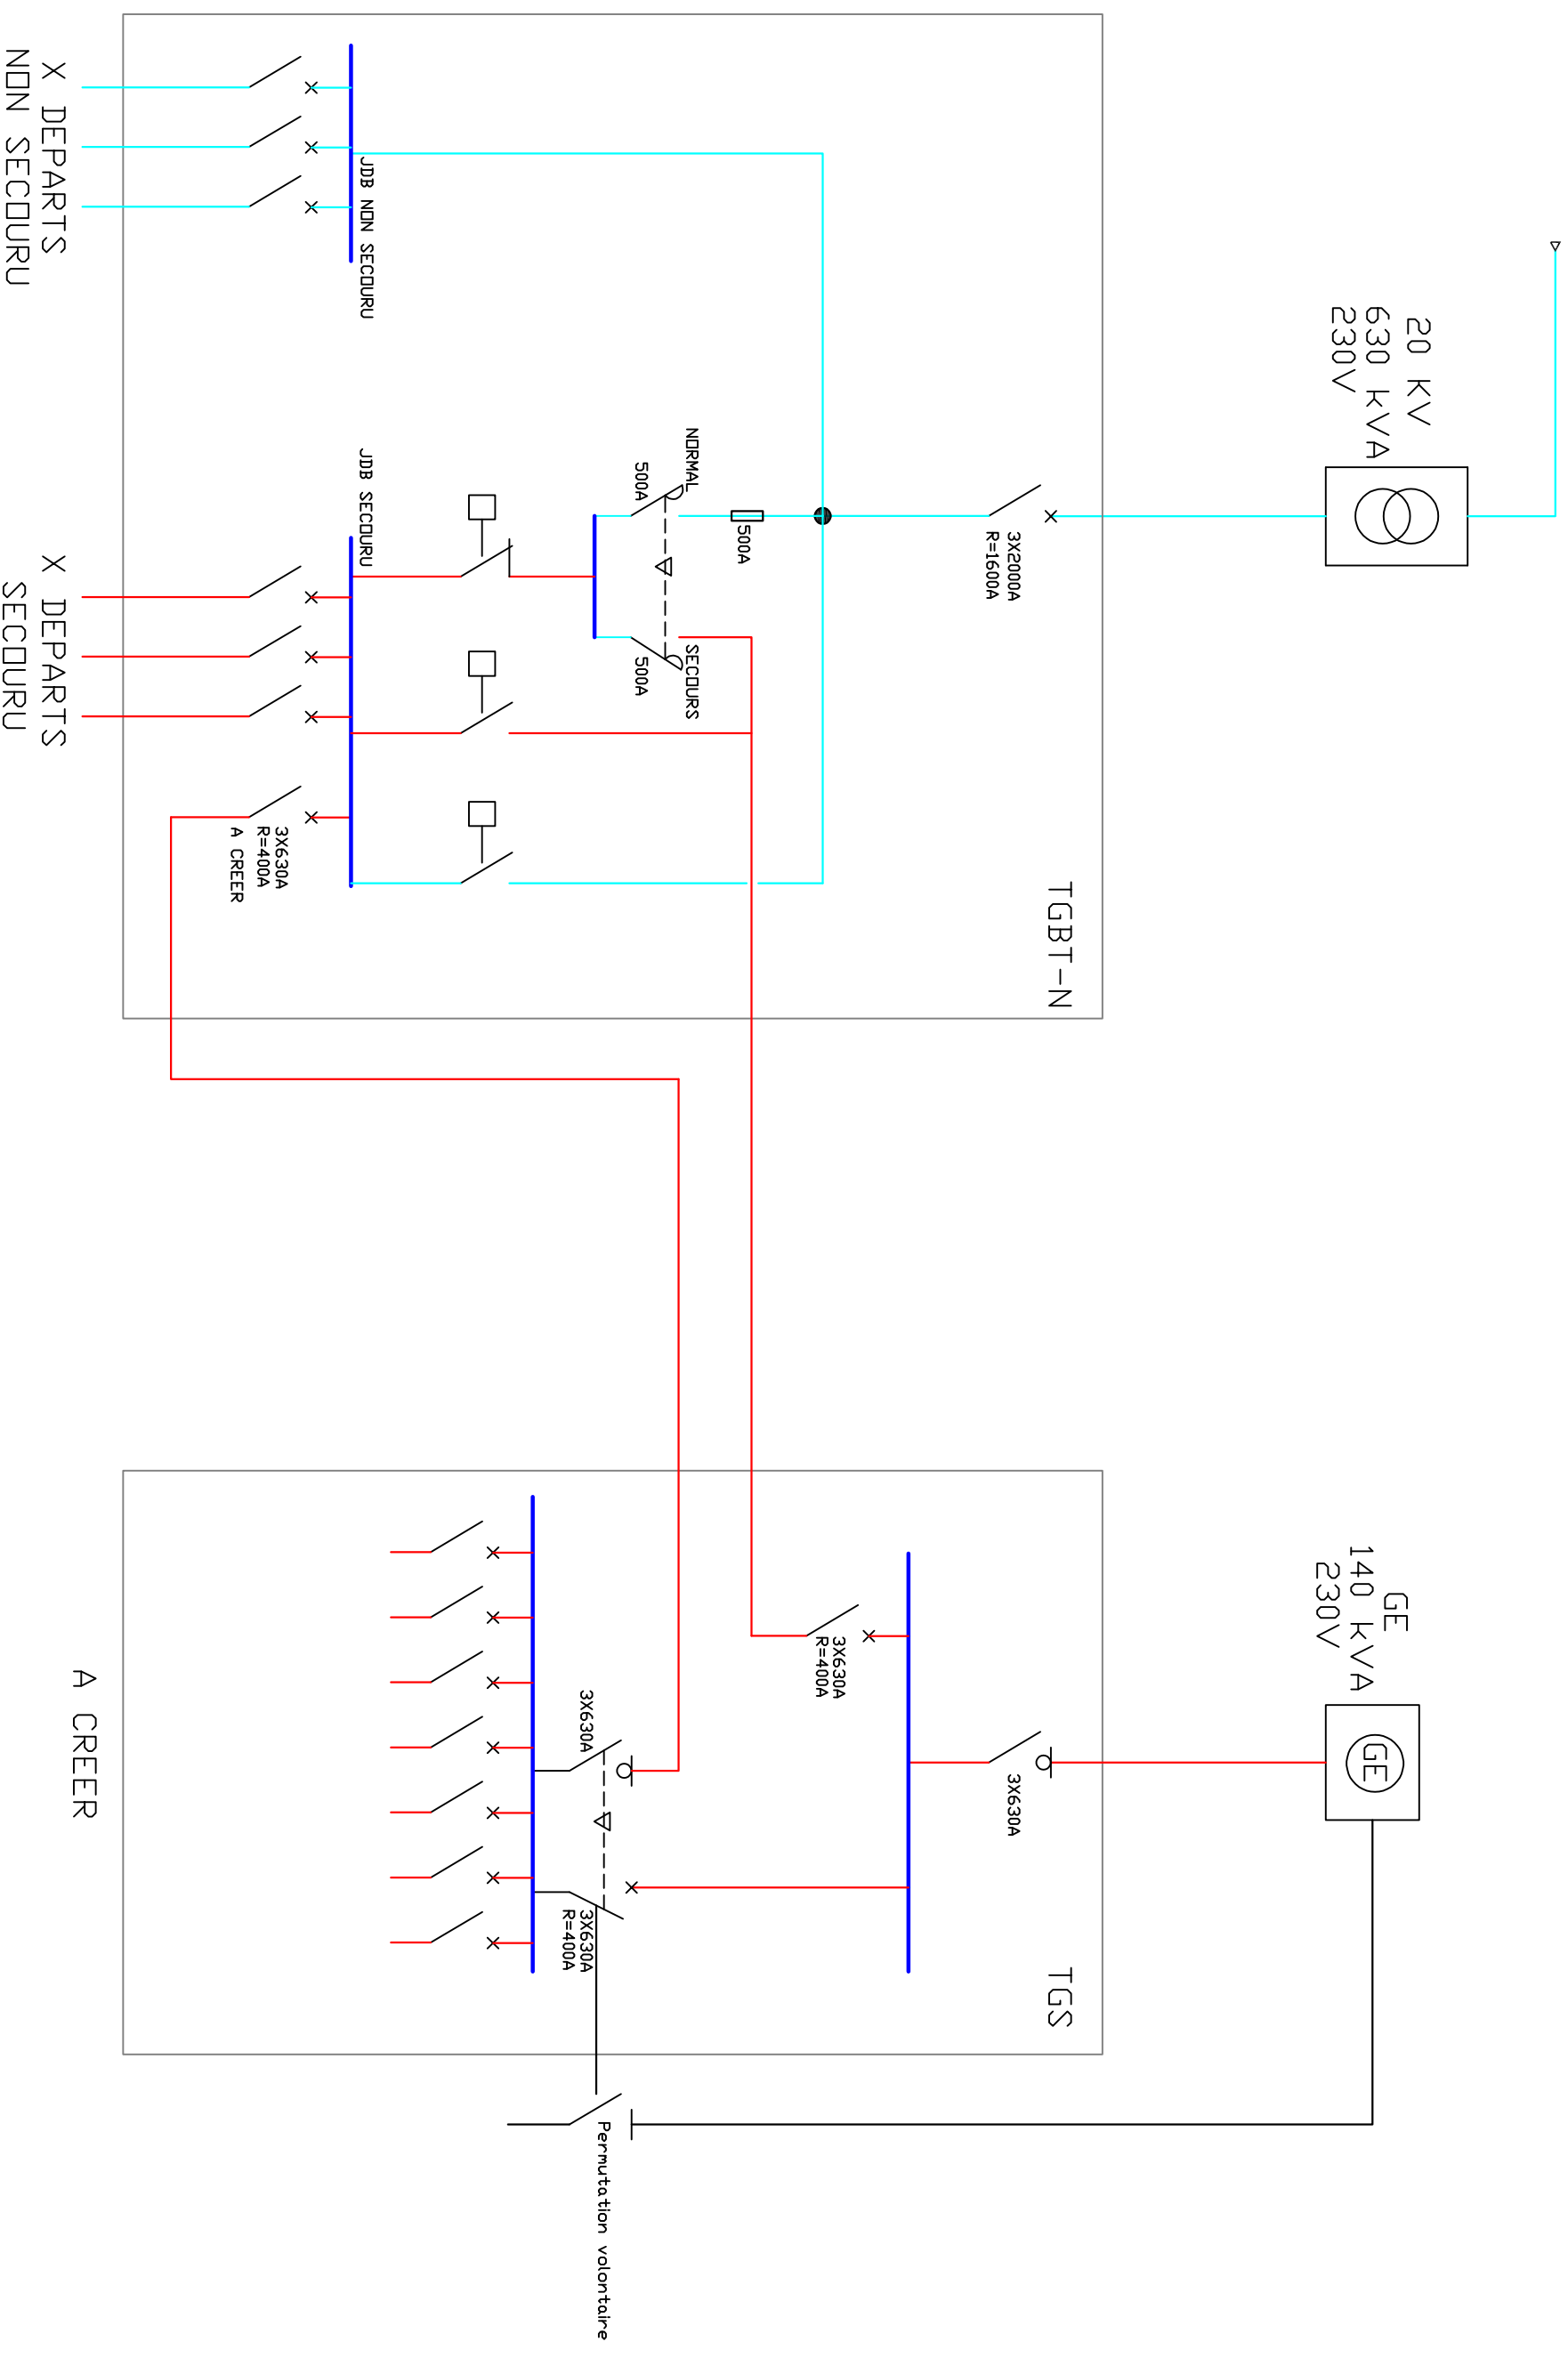 20 KV
630 kVA
230V
GE
140 kVA
230V
GE
TGBT-N
TGS
3X2000A
R=1600A
3X630A
3X630A
R=400A
500A
NORMAL
SECOURS
500A
500A
3X630A
3X630A
R=400A
Permutation volontaire
JDB NON SECOURU
JDB SECOURU
3X630A
R=400A
A CREER
X DEPARTS
NON SECOURU
X DEPARTS
SECOURU
A CREER